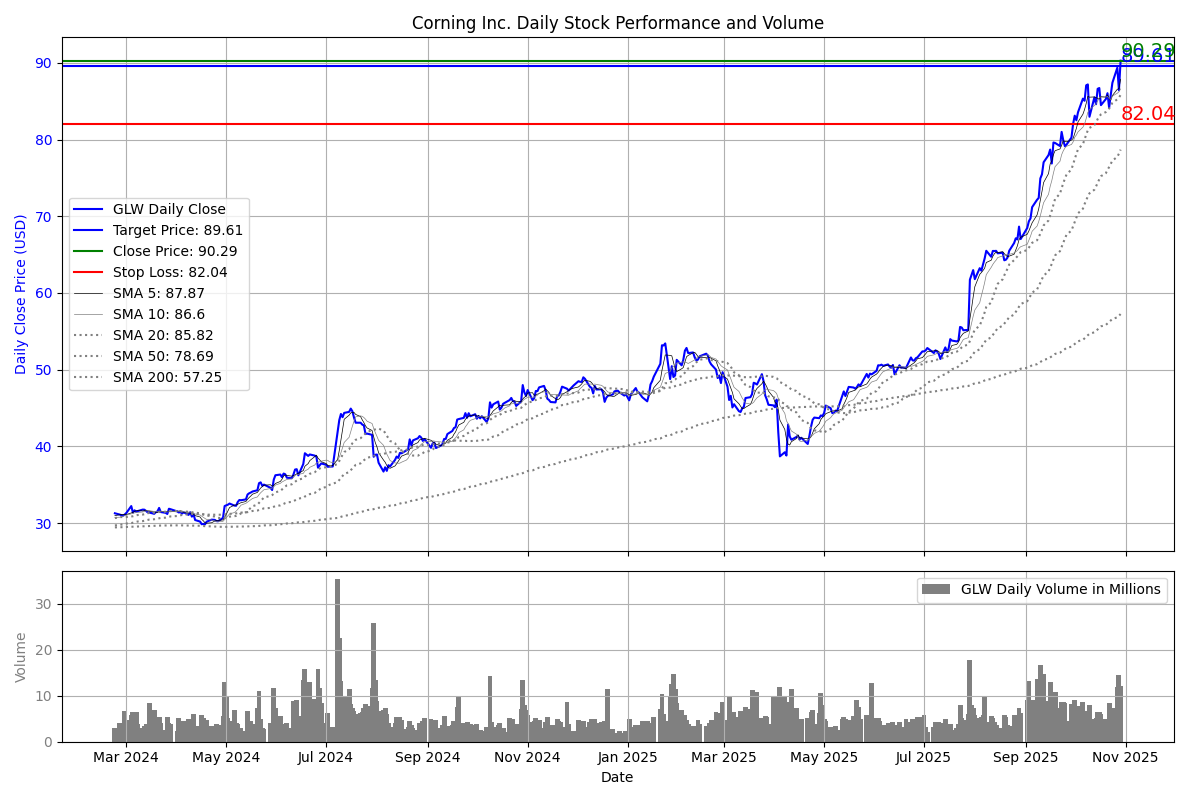 Corning Inc. Daily Stock Performance and Volume
90.29
89.61
82.04
90
80
70
60
50
40
30
Daily Close Price (USD)
GLW Daily Close
Target Price: 89.61
Close Price: 90.29
Stop Loss: 82.04
SMA 5: 87.87
SMA 10: 86.6
SMA 20: 85.82
SMA 50: 78.69
SMA 200: 57.25
30
20
10
0
Volume
GLW Daily Volume in Millions
Mar 2024 May 2024 Jul 2024 Sep 2024 Nov 2024 Jan 2025 Mar 2025 May 2025 Jul 2025 Sep 2025 Nov 2025
Date